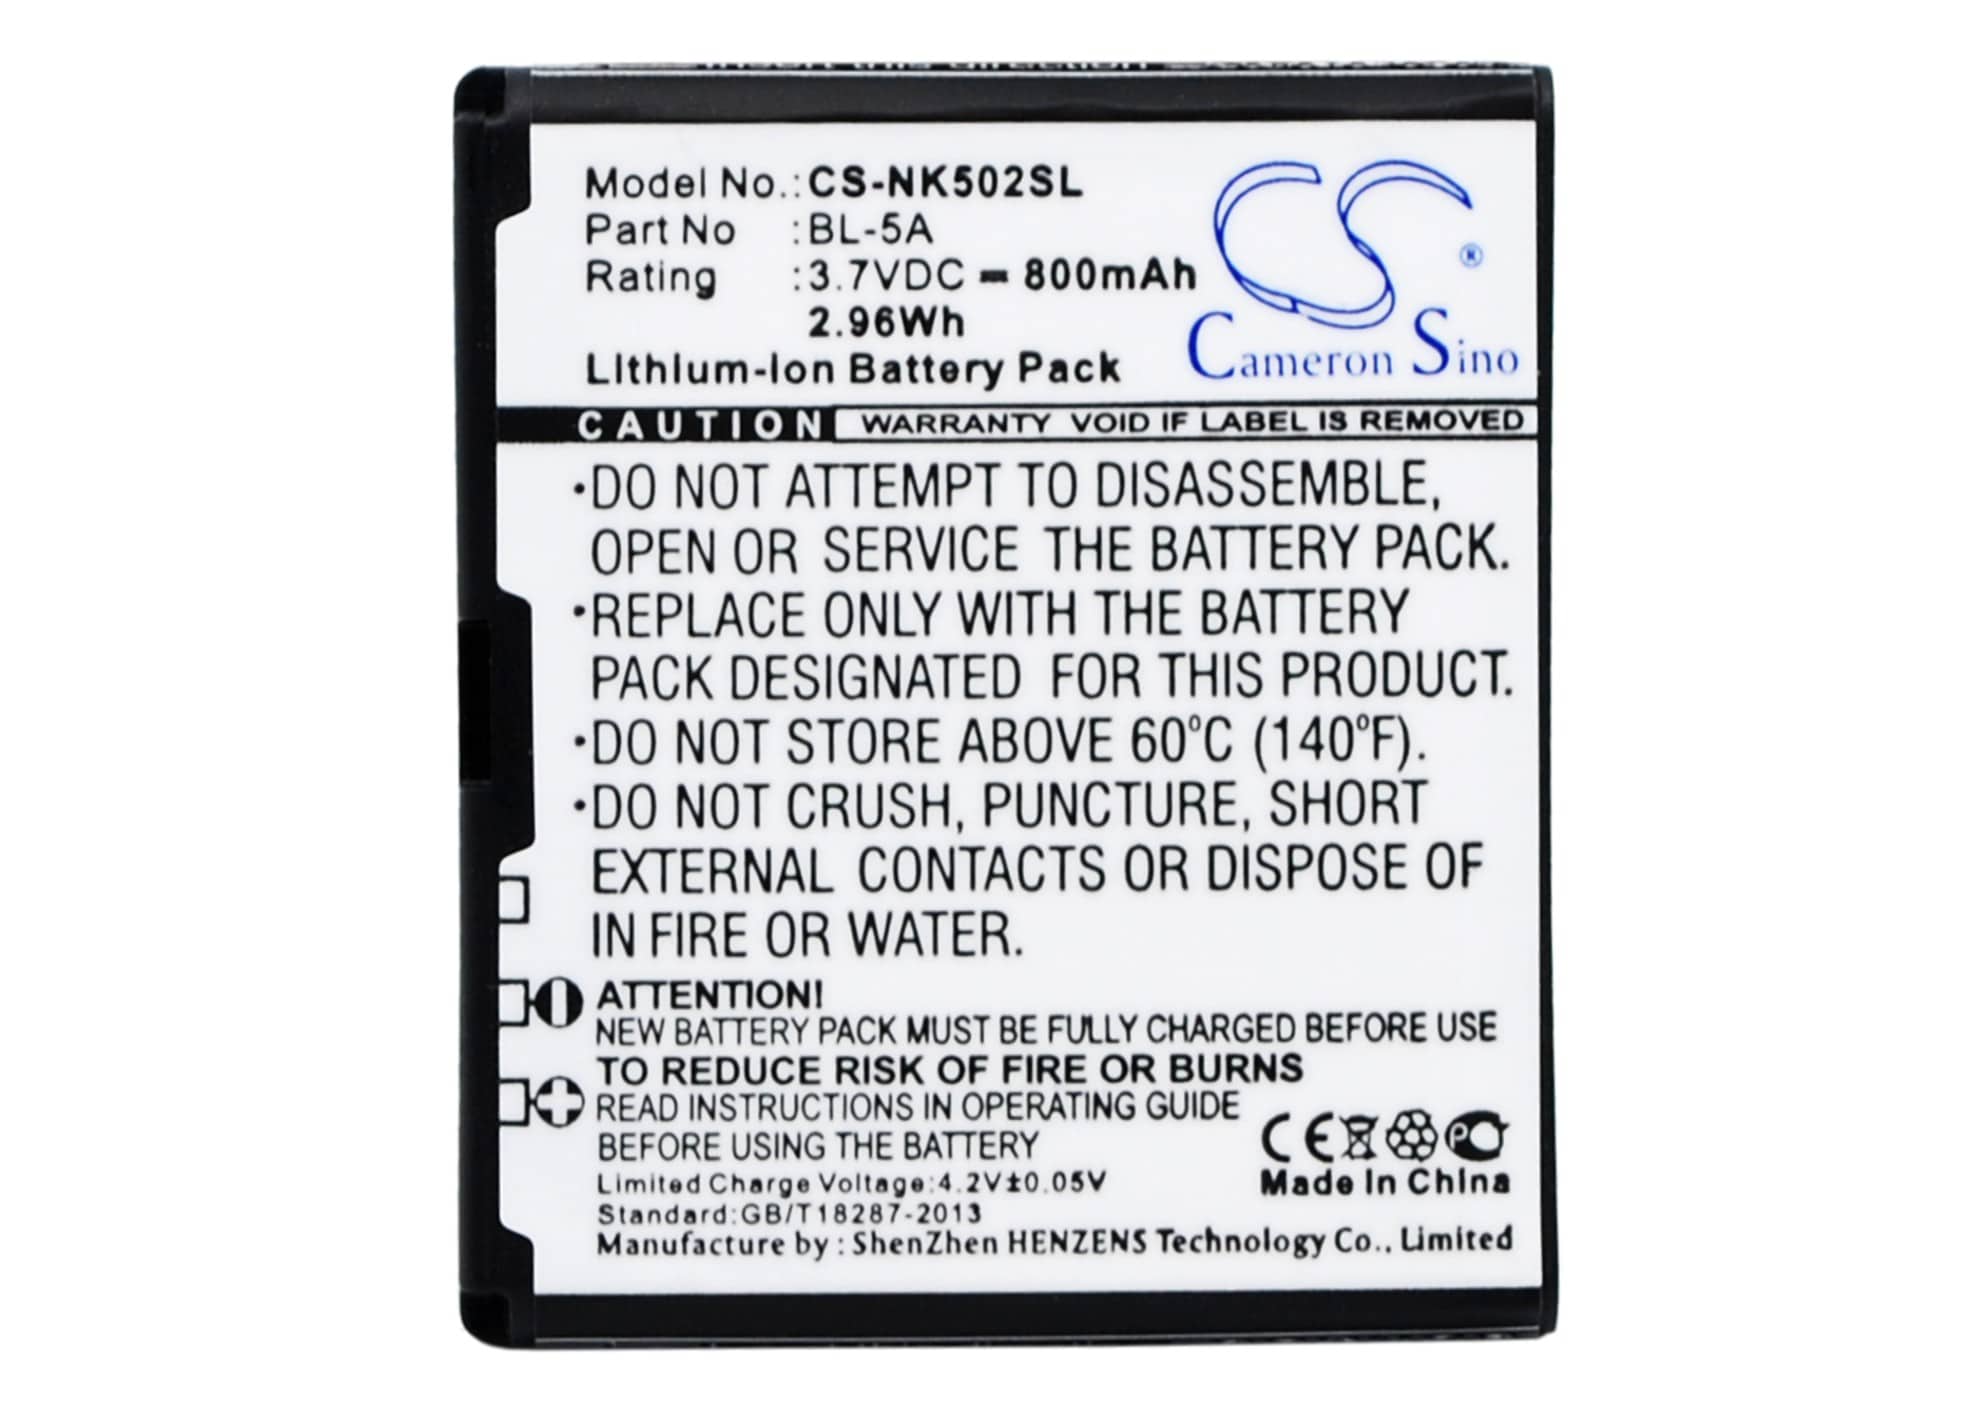 Insert this direction
Model No.:CS-NK502SL
Part No :BL-5A
Rating :3.7VDC ⎓ 800mAh
2.96Wh
Lithium-Ion Battery Pack
CS ®
Cameron Sino
CAUTION WARRANTY VOID IF LABEL IS REMOVED
·DO NOT ATTEMPT TO DISASSEMBLE,
OPEN OR SERVICE THE BATTERY PACK.
·REPLACE ONLY WITH THE BATTERY
PACK DESIGNATED FOR THIS PRODUCT.
·DO NOT STORE ABOVE 60°C (140°F).
·DO NOT CRUSH, PUNCTURE, SHORT
EXTERNAL CONTACTS OR DISPOSE OF
IN FIRE OR WATER.
ATTENTION!
NEW BATTERY PACK MUST BE FULLY CHARGED BEFORE USE
TO REDUCE RISK OF FIRE OR BURNS
READ INSTRUCTIONS IN OPERATING GUIDE
BEFORE USING THE BATTERY
CE PC
Made In China
Limited Charge Voltage:4.2V±0.05V
Standard:GB/T18287-2013
Manufacture by : ShenZhen HENZENS Technology Co., Limited